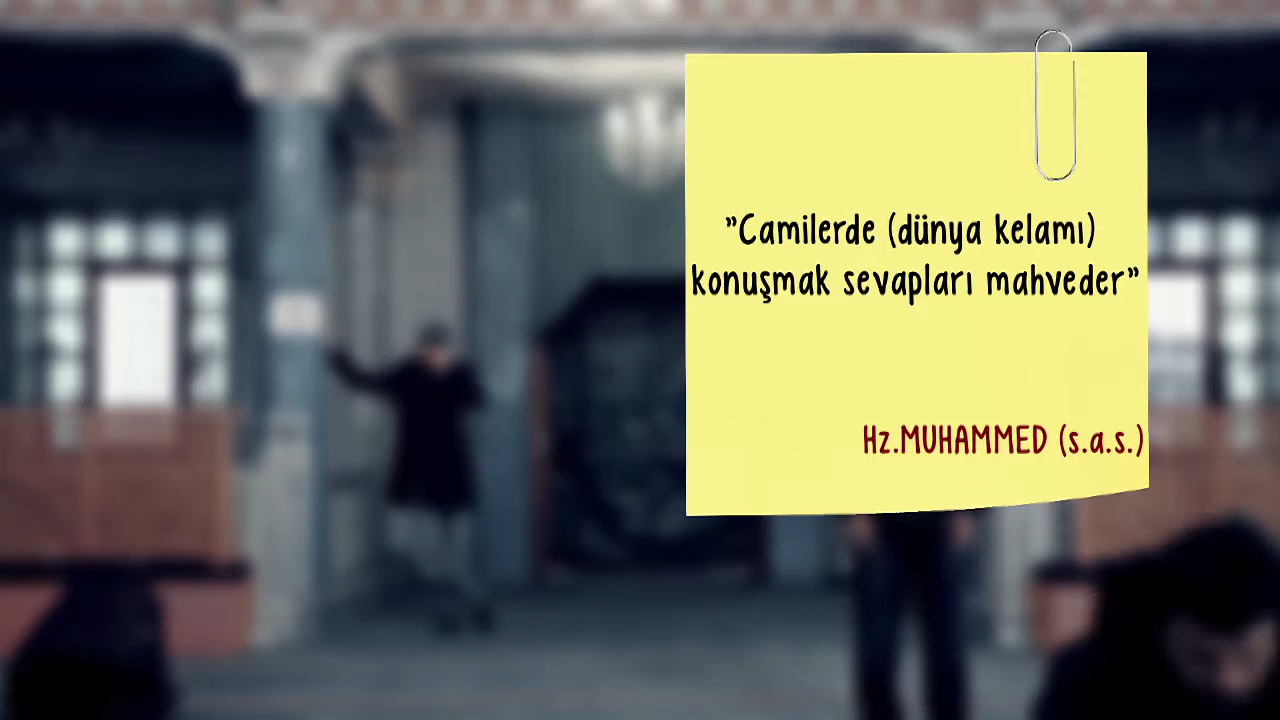 "Camilerde (dünya kelamı)
konuşmak sevapları mahveder"
Hz.MUHAMMED (s.a.s.)